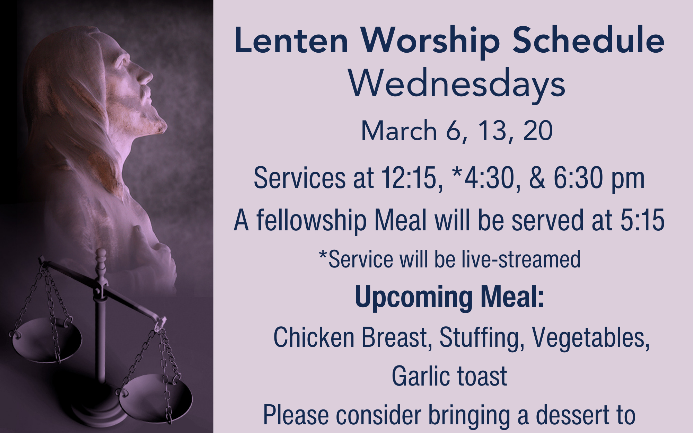 Lenten Worship Schedule
Wednesdays
March 6, 13, 20
Services at 12:15, *4:30, & 6:30 pm
A fellowship Meal will be served at 5:15
*Service will be live-streamed
Upcoming Meal:
Chicken Breast, Stuffing, Vegetables,
Garlic toast
Please consider bringing a dessert to